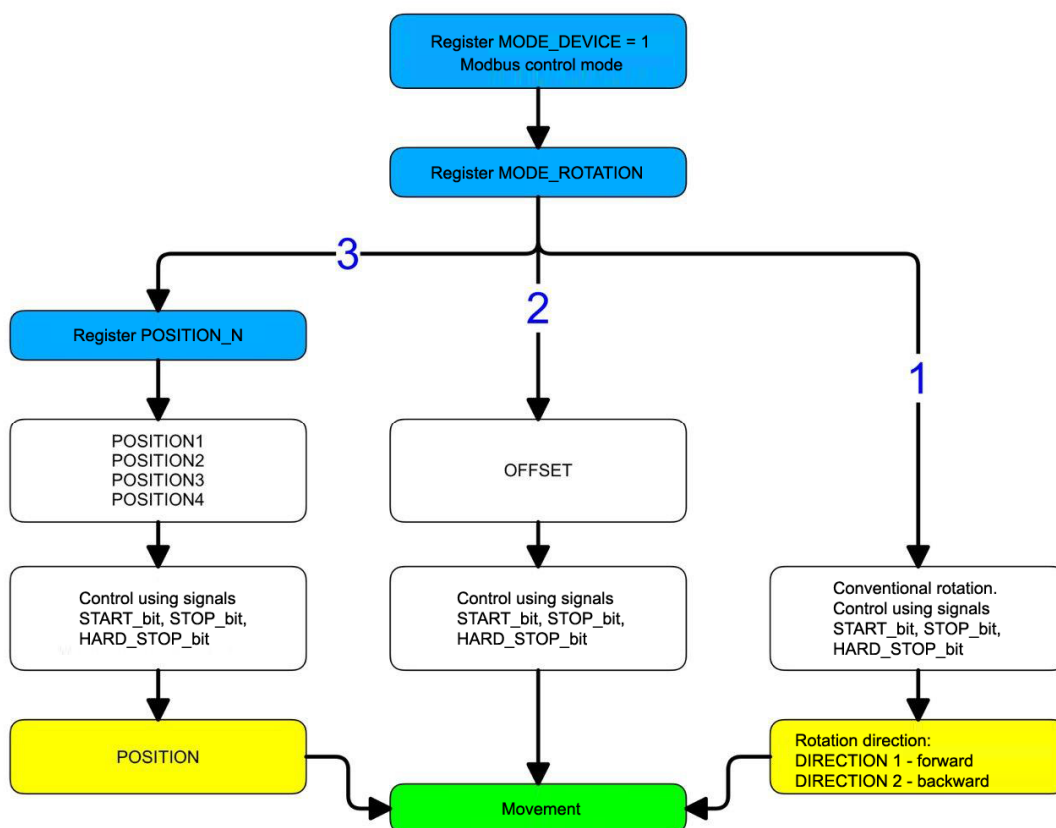 Register MODE_DEVICE = 1
Modbus control mode
Register MODE_ROTATION
3
2
1
Register POSITION_N
POSITION1
POSITION2
POSITION3
POSITION4
OFFSET
Control using signals
START_bit, STOP_bit,
HARD_STOP_bit
Control using signals
START_bit, STOP_bit,
HARD_STOP_bit
Conventional rotation.
Control using signals
START_bit, STOP_bit,
HARD_STOP_bit
POSITION
Rotation direction:
DIRECTION 1 - forward
DIRECTION 2 - backward
Movement